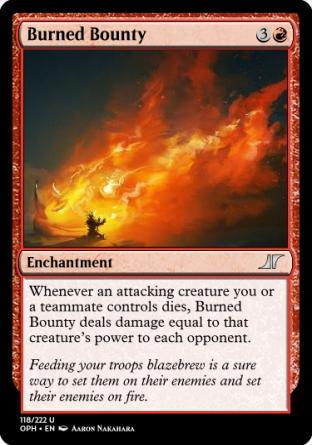 Burned Bounty 3
Enchantment
Whenever an attacking creature you or
a teammate controls dies, Burned
Bounty deals damage equal to that
creature's power to each opponent.
Feeding your troops blazebrew is a sure
way to set them on their enemies and set
their enemies on fire.
118/222 U
OPH • EN Aaron Nakahara